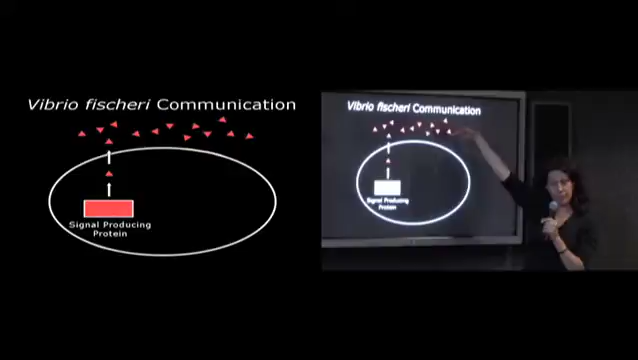 Vibrio fischeri Communication
Signal Producing
Protein
Vibrio fischeri Communication
Signal Producing
Protein